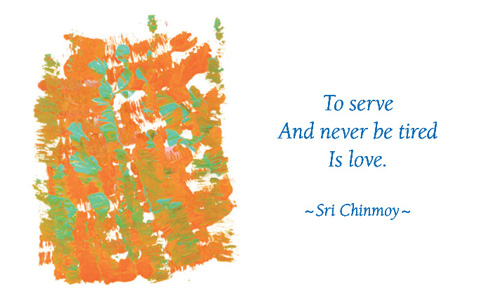 To serve
And never be tired
Is love.
~Sri Chinmoy~